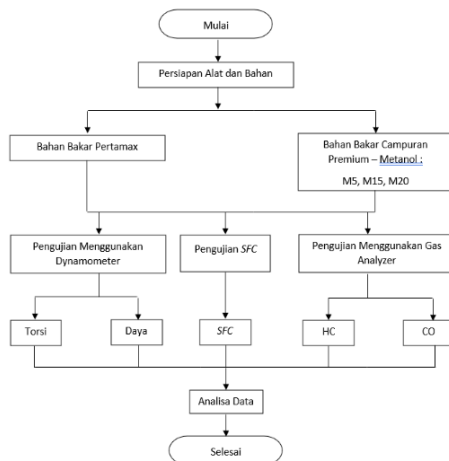 Mulai
Persiapan Alat dan Bahan
Bahan Bakar Pertamax
Bahan Bakar Campuran
Premium – Metanol :
M5, M15, M20
Pengujian Menggunakan
Dynamometer
Pengujian SFC
Pengujian Menggunakan Gas
Analyzer
Torsi
Daya
SFC
HC
CO
Analisa Data
Selesai